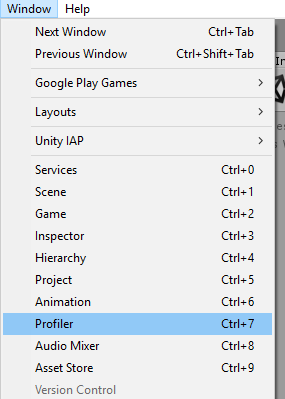 Window Help
Next Window Ctrl+Tab
Previous Window Ctrl+Shift+Tab
Google Play Games
Layouts
Unity IAP
Services Ctrl+0
Scene Ctrl+1
Game Ctrl+2
Inspector Ctrl+3
Hierarchy Ctrl+4
Project Ctrl+5
Animation Ctrl+6
Profiler Ctrl+7
Audio Mixer Ctrl+8
Asset Store Ctrl+9
Version Control